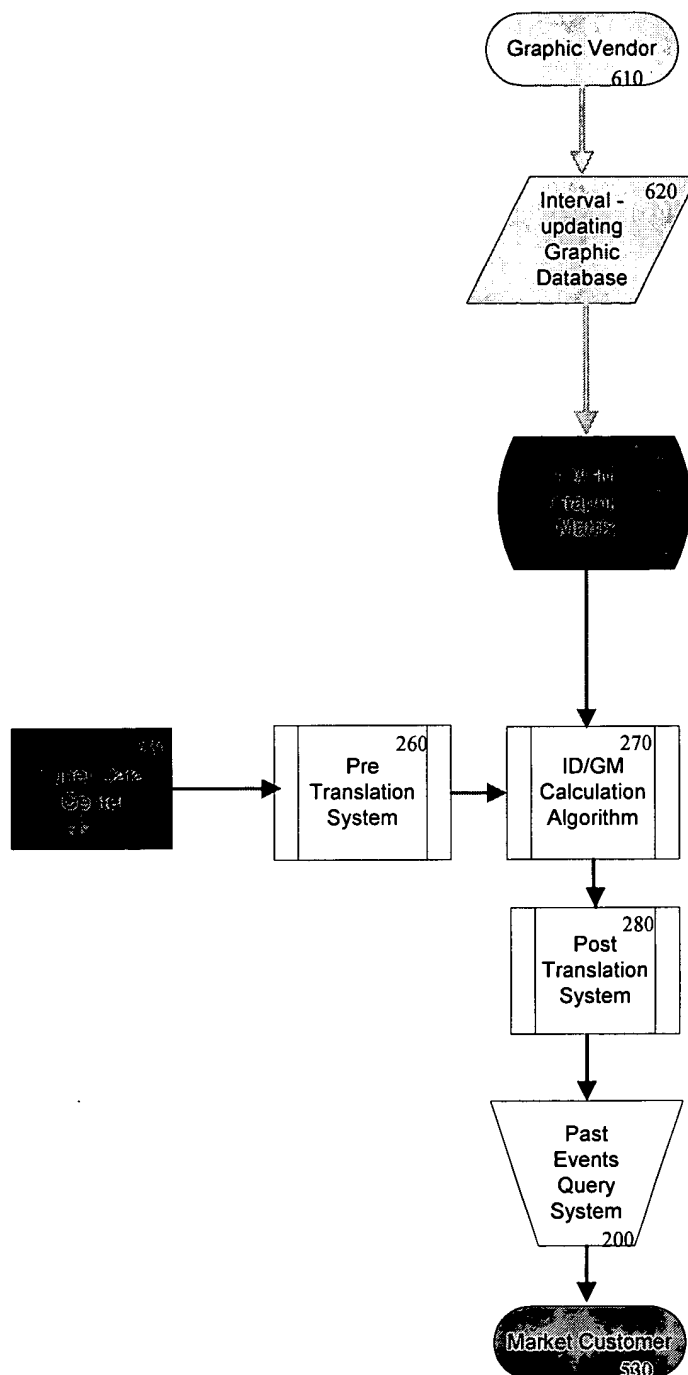 Graphic Vendor
610
620
Interval -
updating
Graphic
Database
Matrix
260
Pre
Translation
System
270
ID/GM
Calculation
Algorithm
280
Post
Translation
System
Past
Events
Query
System
200
Market Customer
530